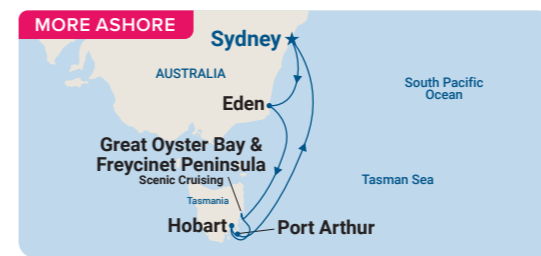 MORE ASHORE
Sydney
AUSTRALIA
South Pacific
Ocean
Eden
Great Oyster Bay &
Freycinet Peninsula
Scenic Cruising
Tasman Sea
Tasmania
Hobart
Port Arthur